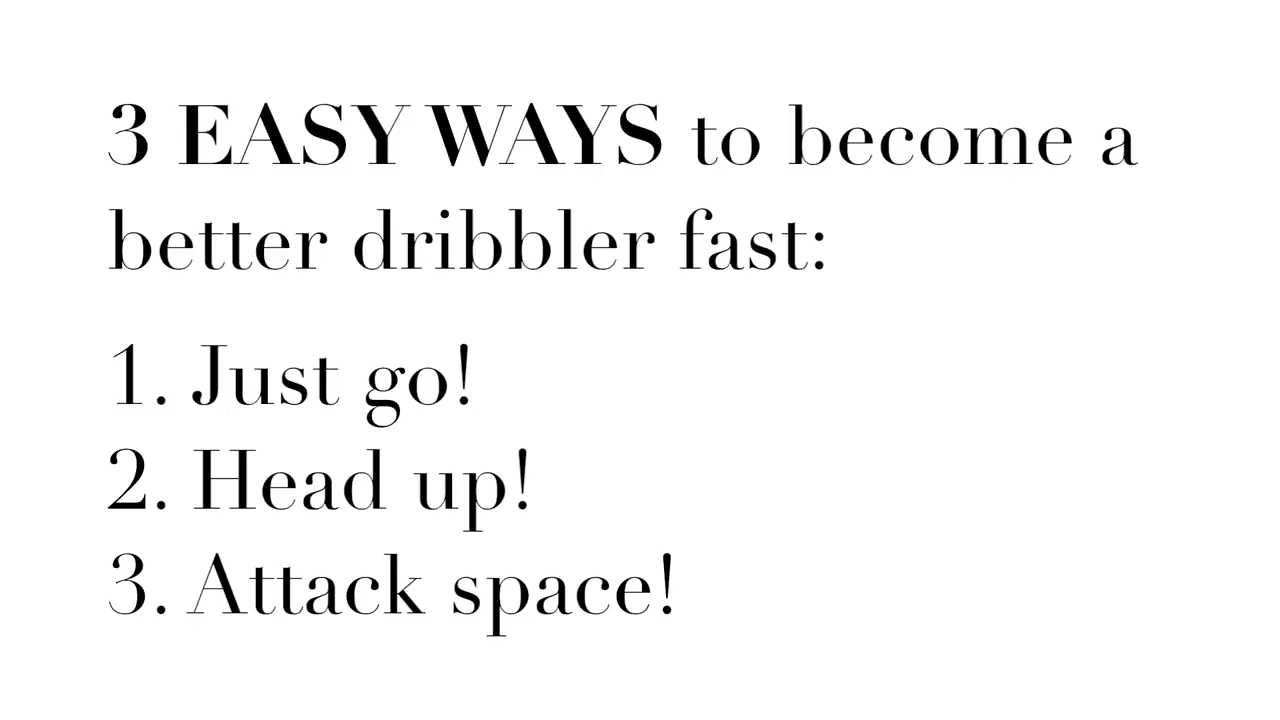 3 EASY WAYS to become a
better dribbler fast:
1. Just go!
2. Head up!
3. Attack space!